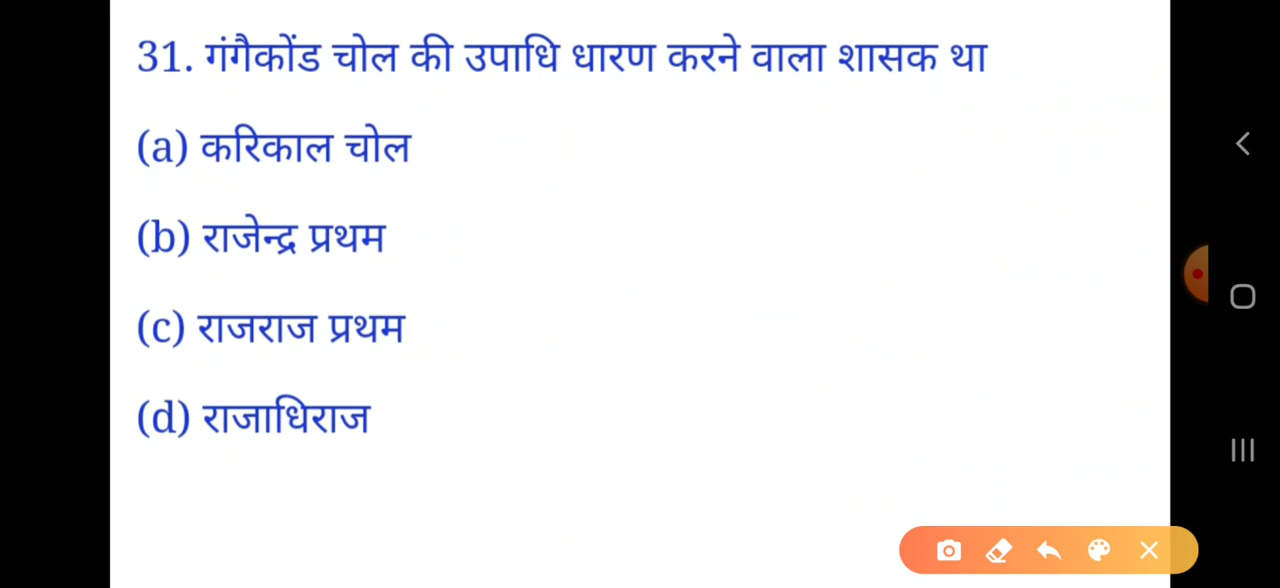 31. गंगैकोंड चोल की उपाधि धारण करने वाला शासक था
(a) करिकाल चोल
(b) राजेन्द्र प्रथम
(c) राजराज प्रथम
(d) राजाधिराज